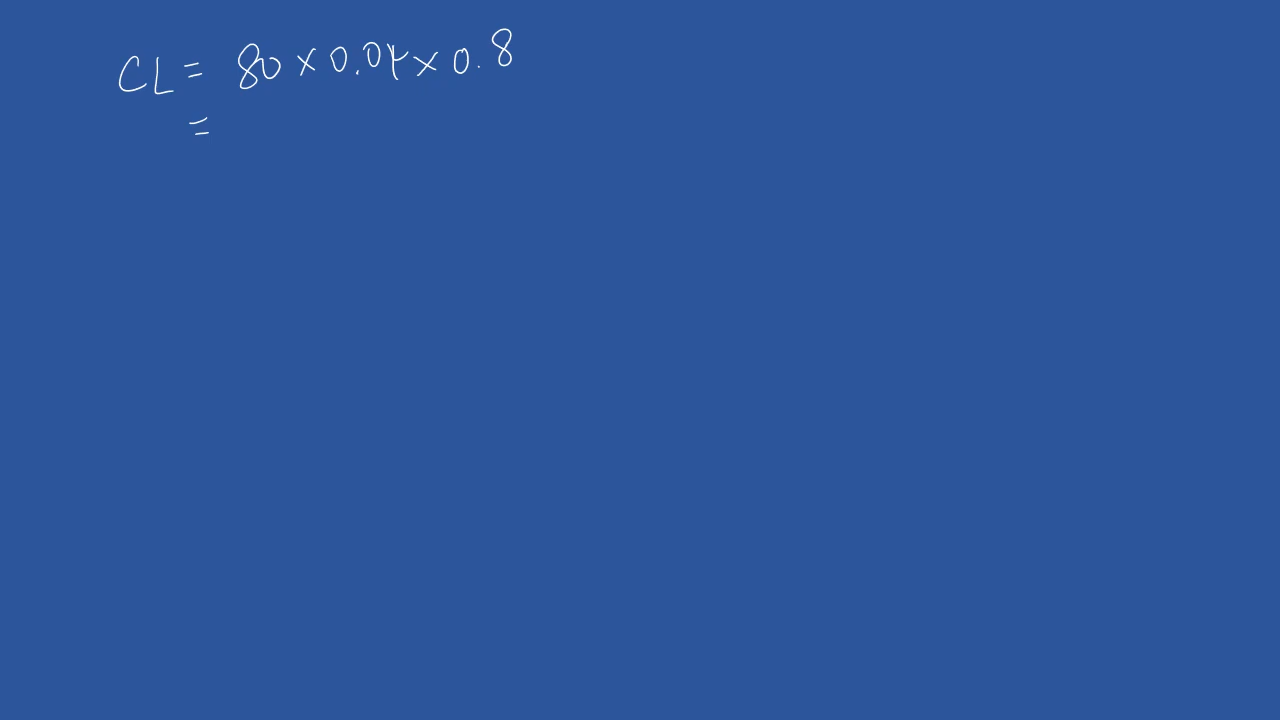 CL = 80 × 0.04 × 0.8
=